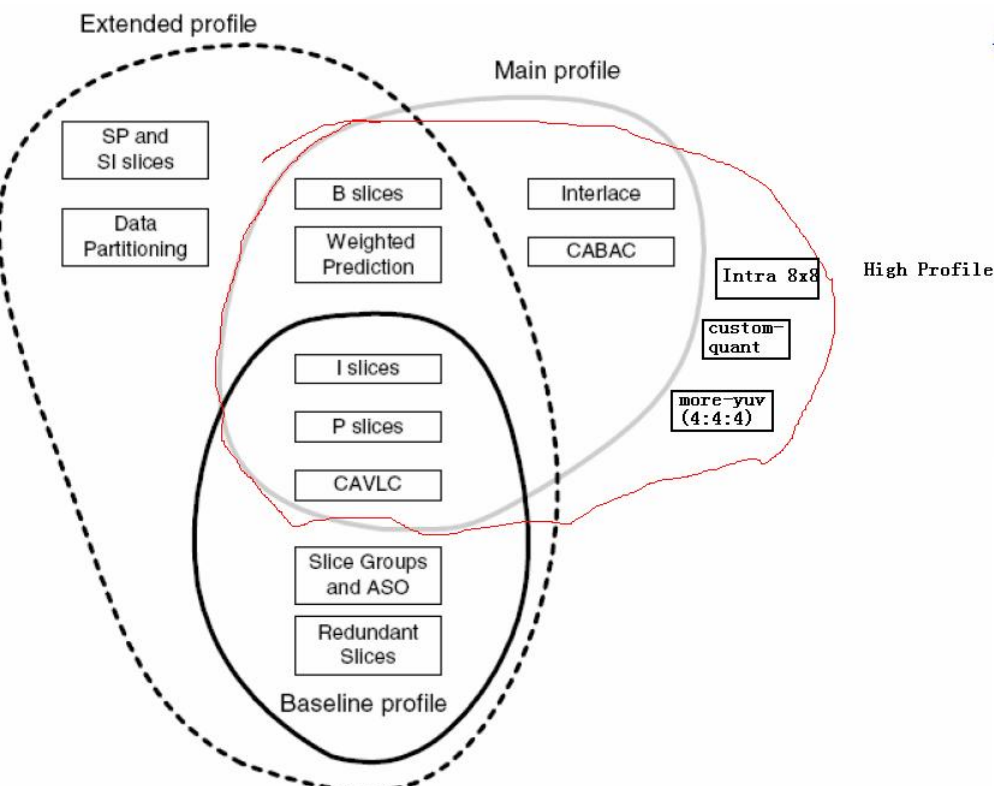 Extended profile
Main profile
SP and
SI slices
B slices
Interlace
Data
Partitioning
Weighted
Prediction
CABAC
Intra 8x8
High Profile
custom-
quant
I slices
more-yuv
(4:4:4)
P slices
CAVLC
Slice Groups
and ASO
Redundant
Slices
Baseline profile